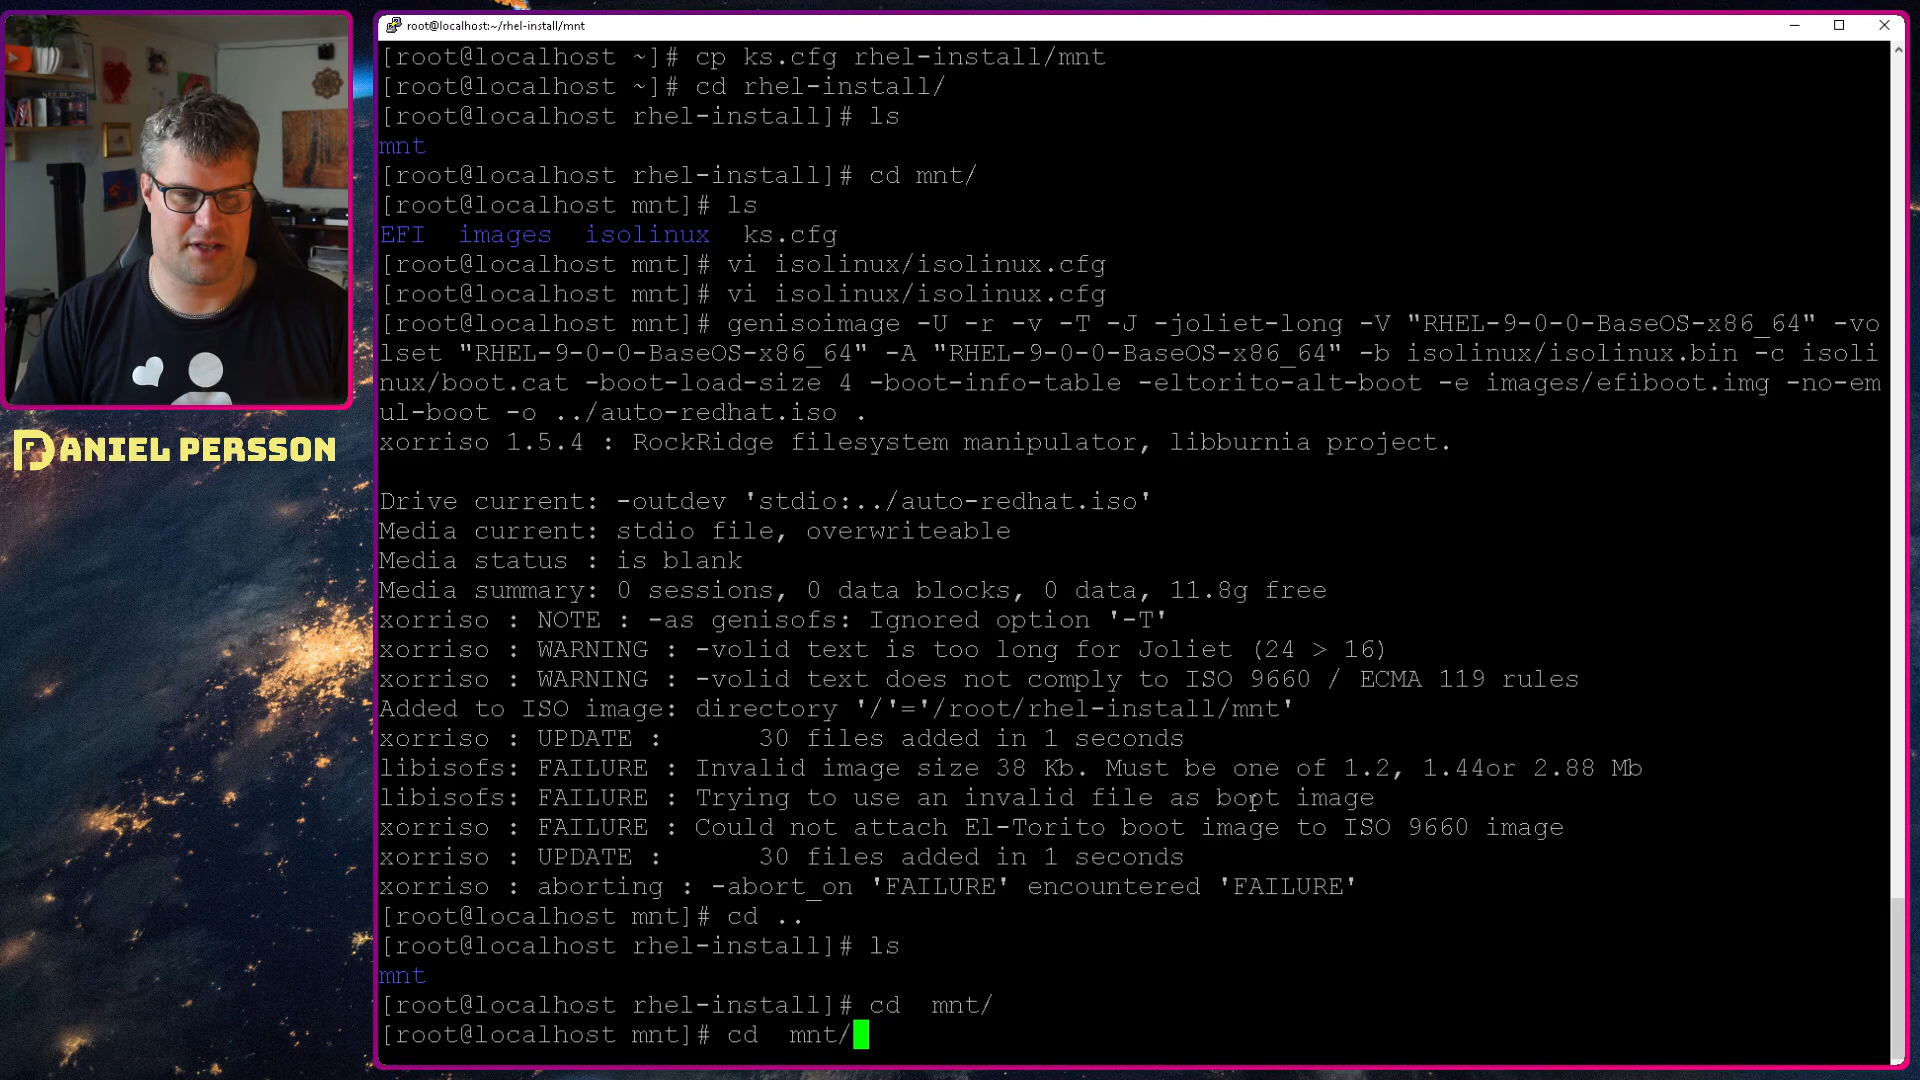 root@localhost:~/rhel-install/mnt
[root@localhost ~]# cp ks.cfg rhel-install/mnt
[root@localhost ~]# cd rhel-install/
[root@localhost rhel-install]# ls
mnt
[root@localhost rhel-install]# cd mnt/
[root@localhost mnt]# ls
EFI  images  isolinux  ks.cfg
[root@localhost mnt]# vi isolinux/isolinux.cfg
[root@localhost mnt]# vi isolinux/isolinux.cfg
[root@localhost mnt]# genisoimage -U -r -v -T -J -joliet-long -V "RHEL-9-0-0-BaseOS-x86_64" -vo
lset "RHEL-9-0-0-BaseOS-x86_64" -A "RHEL-9-0-0-BaseOS-x86_64" -b isolinux/isolinux.bin -c isoli
nux/boot.cat -boot-load-size 4 -boot-info-table -eltorito-alt-boot -e images/efiboot.img -no-em
ul-boot -o ../auto-redhat.iso .
xorriso 1.5.4 : RockRidge filesystem manipulator, libburnia project.
Drive current: -outdev 'stdio:../auto-redhat.iso'
Media current: stdio file, overwriteable
Media status : is blank
Media summary: 0 sessions, 0 data blocks, 0 data, 11.8g free
xorriso : NOTE : -as genisofs: Ignored option '-T'
xorriso : WARNING : -volid text is too long for Joliet (24 > 16)
xorriso : WARNING : -volid text does not comply to ISO 9660 / ECMA 119 rules
Added to ISO image: directory '/'='/root/rhel-install/mnt'
xorriso : UPDATE :      30 files added in 1 seconds
libisofs: FAILURE : Invalid image size 38 Kb. Must be one of 1.2, 1.44or 2.88 Mb
libisofs: FAILURE : Trying to use an invalid file as boot image
xorriso : FAILURE : Could not attach El-Torito boot image to ISO 9660 image
xorriso : UPDATE :      30 files added in 1 seconds
xorriso : aborting : -abort_on 'FAILURE' encountered 'FAILURE'
[root@localhost mnt]# cd ..
[root@localhost rhel-install]# ls
mnt
[root@localhost rhel-install]# cd  mnt/
[root@localhost mnt]# cd  mnt/
DANIEL PERSSON